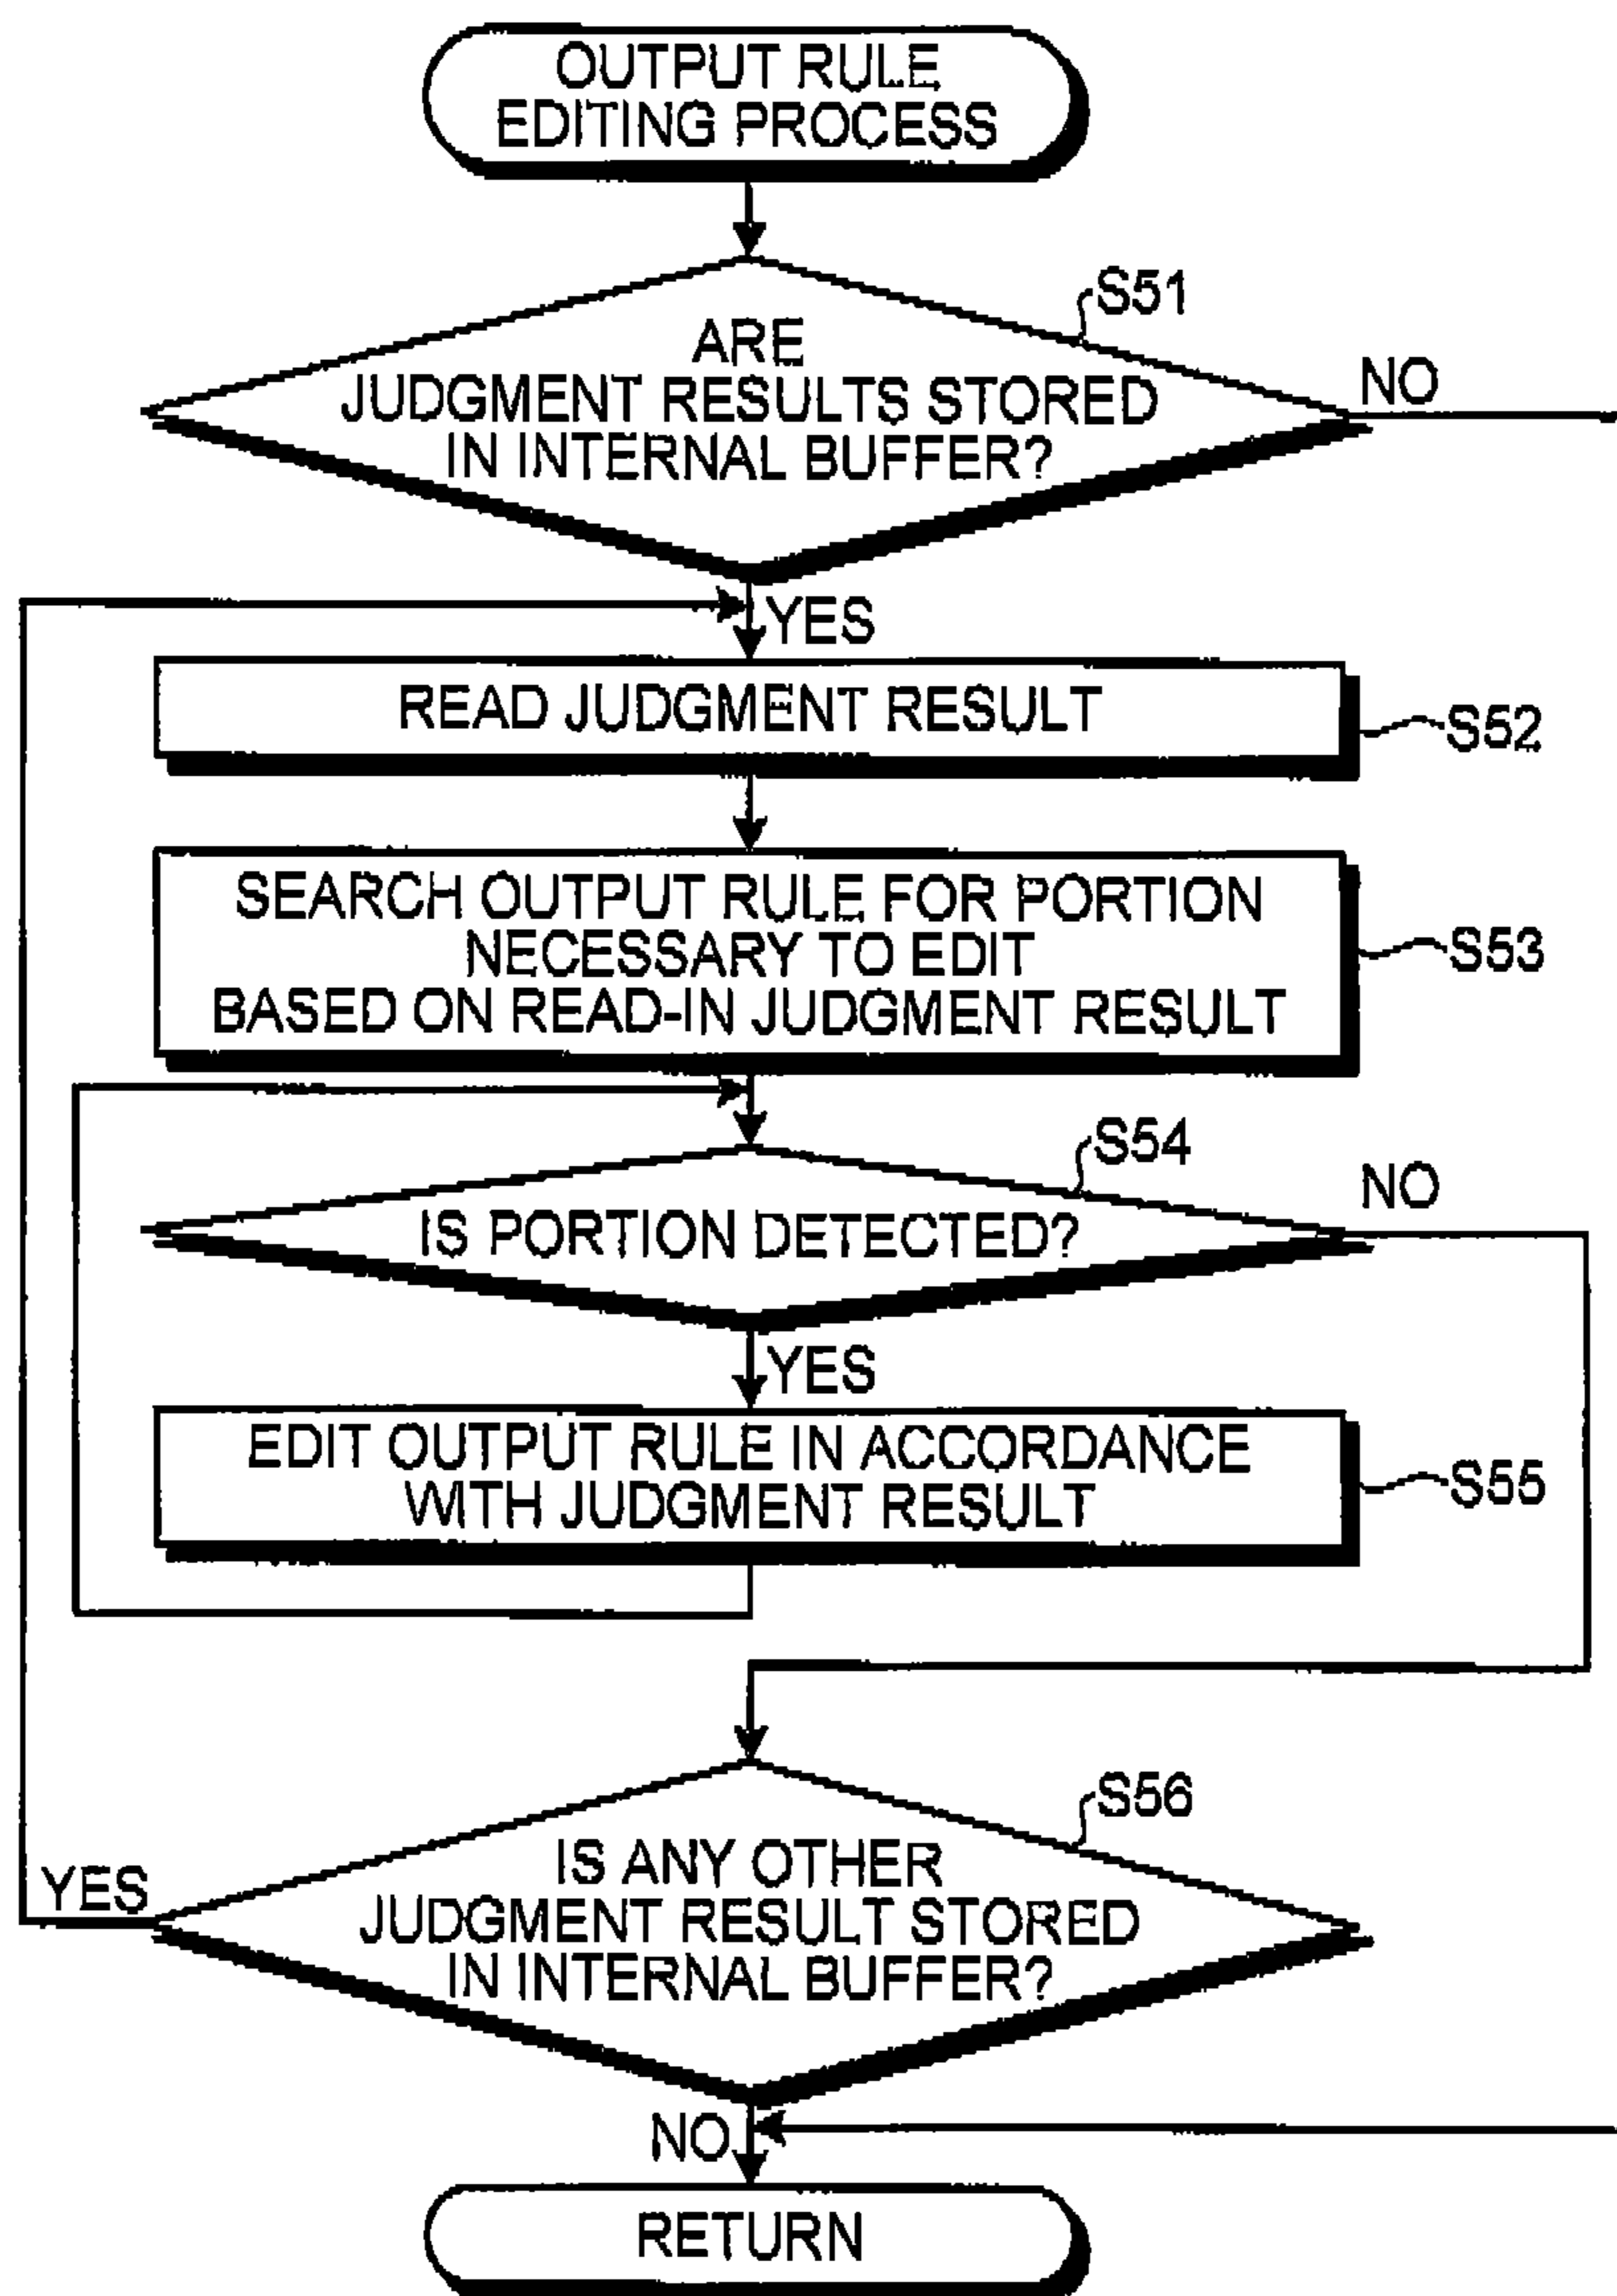 OUTPUT RULE
EDITING PROCESS
S51
ARE
JUDGMENT RESULTS STORED
IN INTERNAL BUFFER?
NO
YES
READ JUDGMENT RESULT
S52
SEARCH OUTPUT RULE FOR PORTION
NECESSARY TO EDIT
BASED ON READ-IN JUDGMENT RESULT
S53
S54
IS PORTION DETECTED?
NO
YES
EDIT OUTPUT RULE IN ACCORDANCE
WITH JUDGMENT RESULT
S55
S56
IS ANY OTHER
JUDGMENT RESULT STORED
IN INTERNAL BUFFER?
YES
NO
RETURN